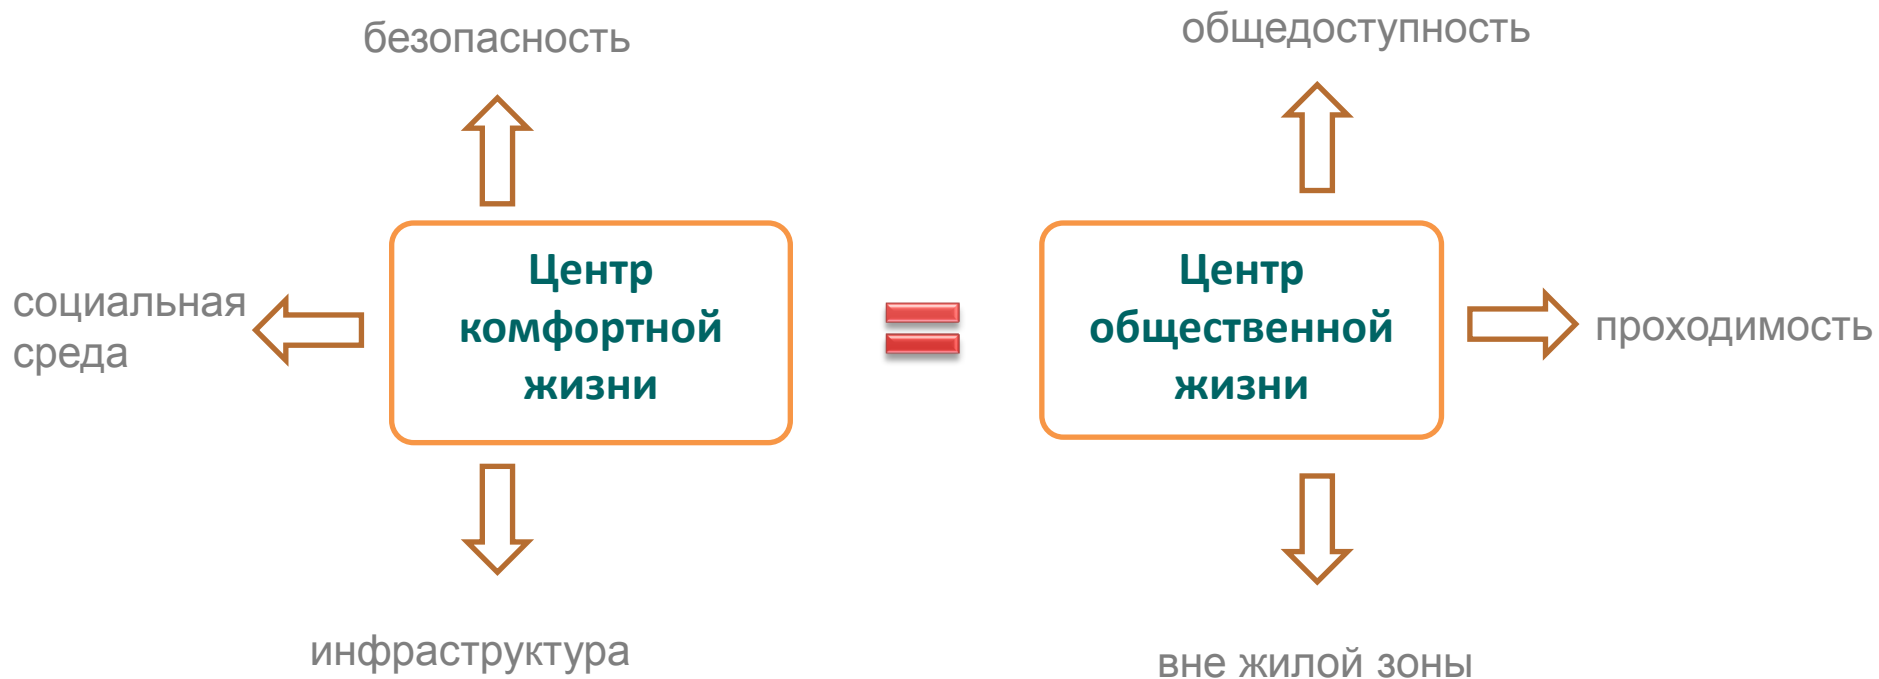 безопасность
общедоступность
социальная
среда
Центр
комфортной
жизни
=
Центр
общественной
жизни
проходимость
инфраструктура
вне жилой зоны